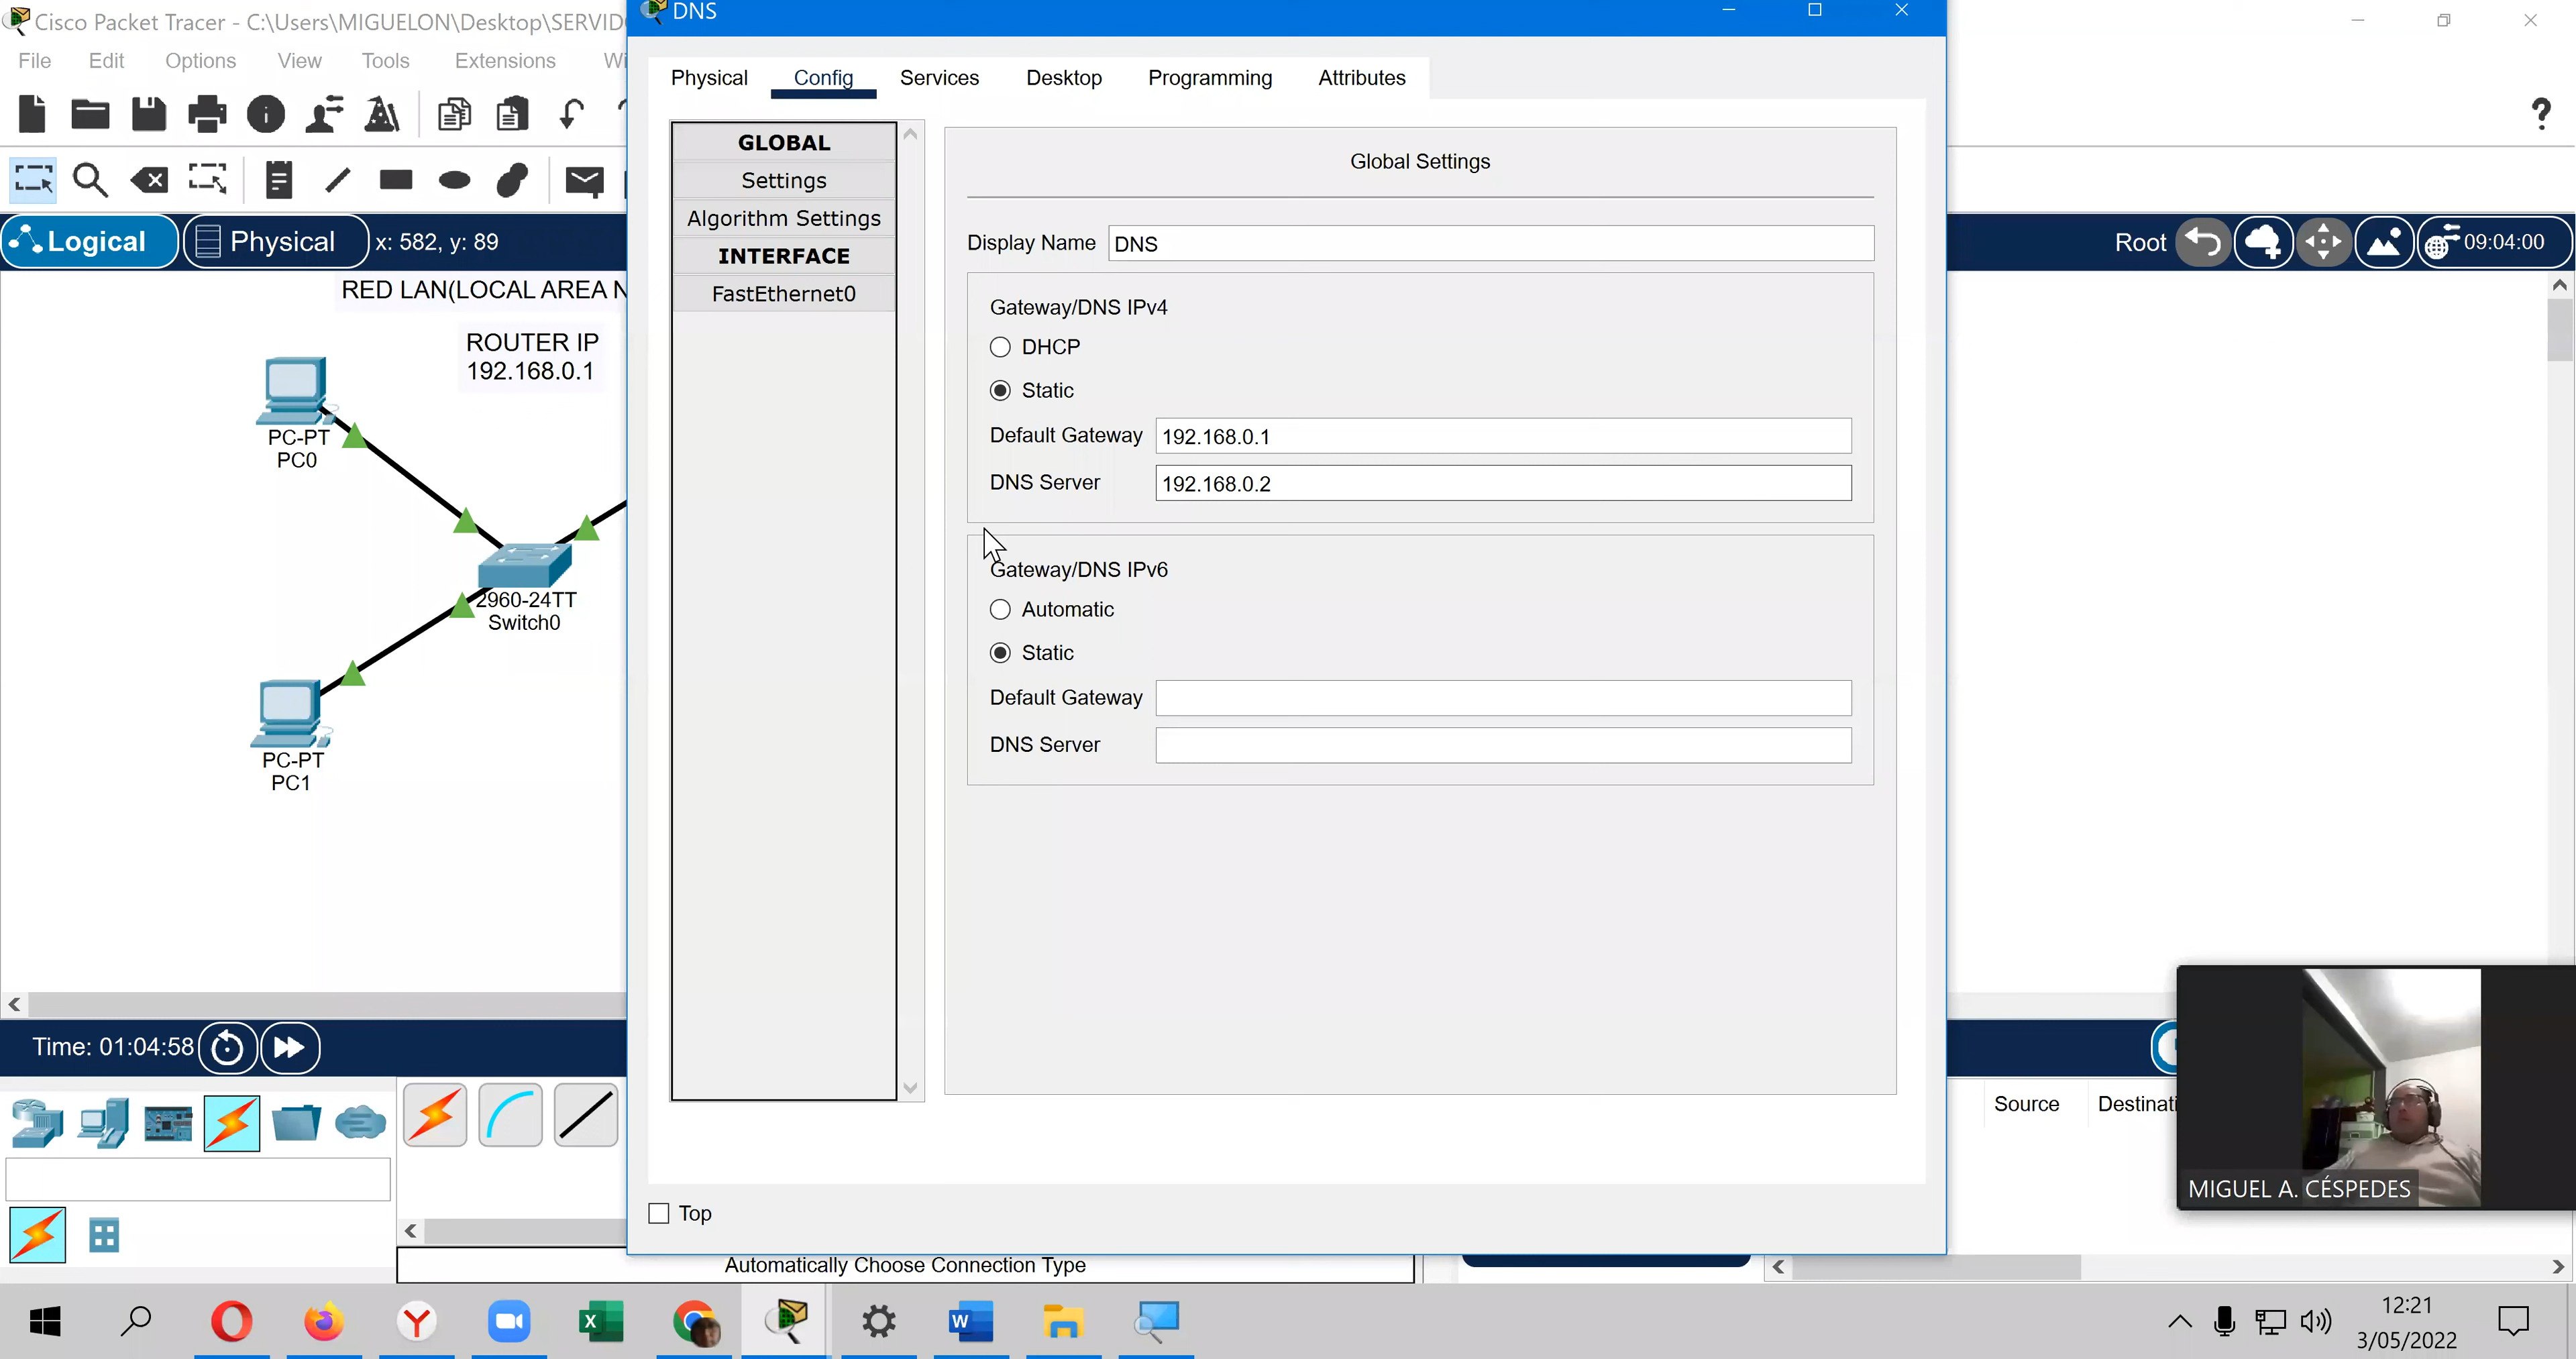 Cisco Packet Tracer - C:\Users\MIGUELON\Desktop\SERVID
DNS
File Edit Options View Tools Extensions Wi
Physical Config Services Desktop Programming Attributes
GLOBAL
Settings
Algorithm Settings
INTERFACE
FastEthernet0
Global Settings
Display Name DNS
Gateway/DNS IPv4
DHCP
Static
Default Gateway 192.168.0.1
DNS Server 192.168.0.2
Gateway/DNS IPv6
Automatic
Static
Default Gateway
DNS Server
Top
Logical Physical x: 582, y: 89
Root 09:04:00
RED LAN(LOCAL AREA N
ROUTER IP
192.168.0.1
PC-PT
PC0
2960-24TT
Switch0
PC-PT
PC1
Time: 01:04:58
Source Destinati
MIGUEL A. CÉSPEDES
Automatically Choose Connection Type
12:21
3/05/2022